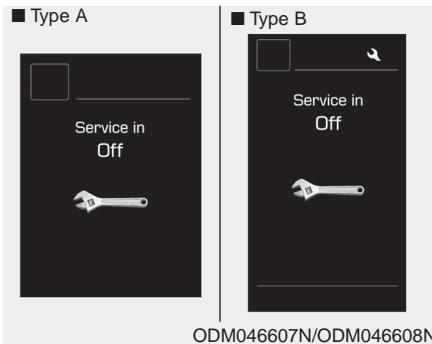 ■ Type A
Service in
Off
■ Type B
Service in
Off
ODM046607N/ODM046608N